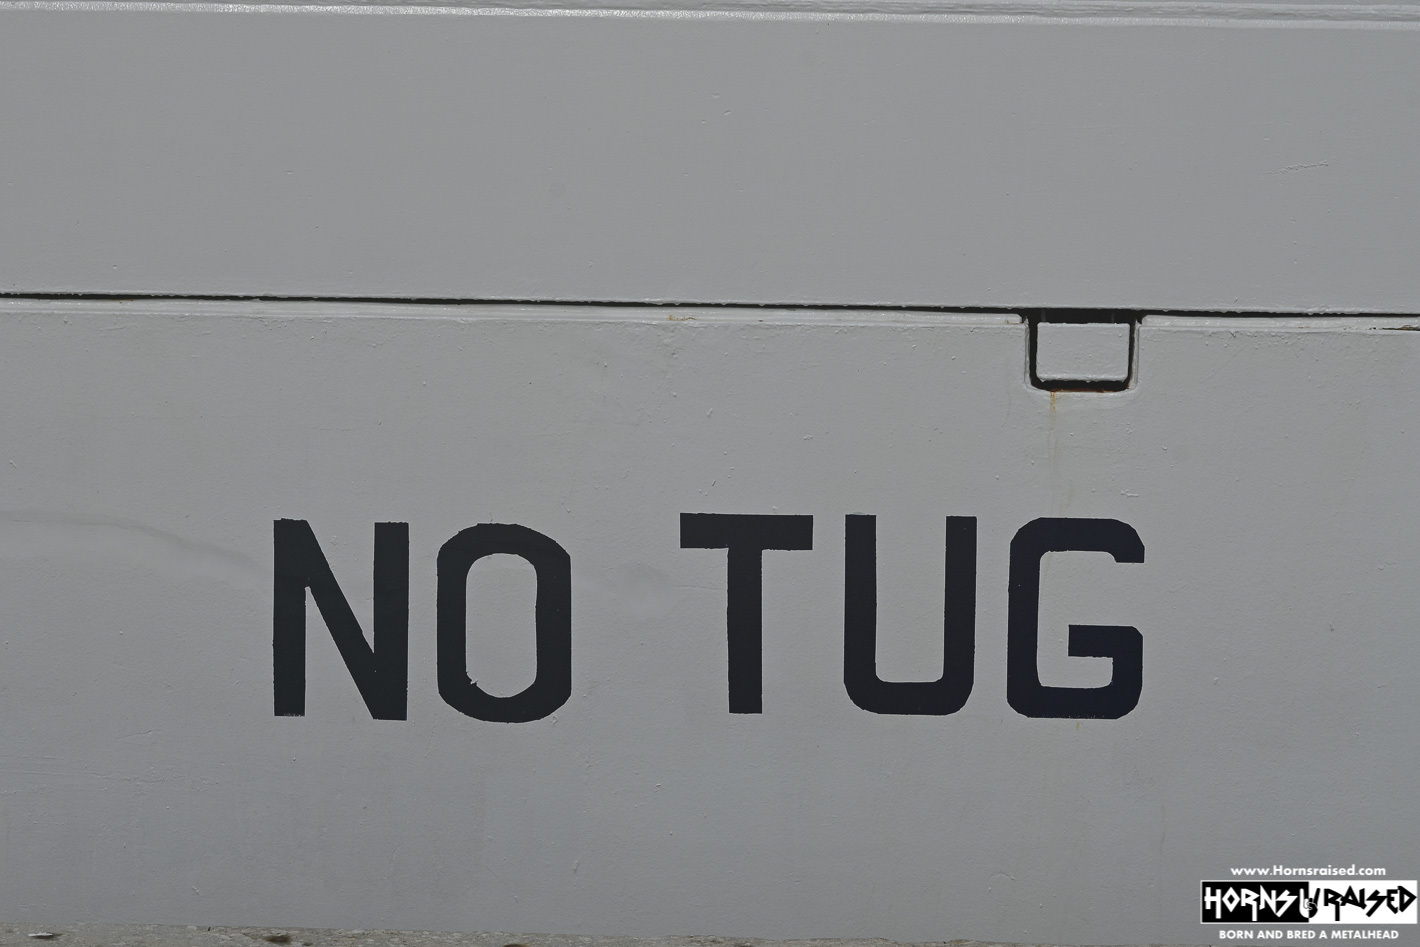 NO TUG
www.Hornsraised.com
HORNS RAISED
BORN AND BRED A METALHEAD